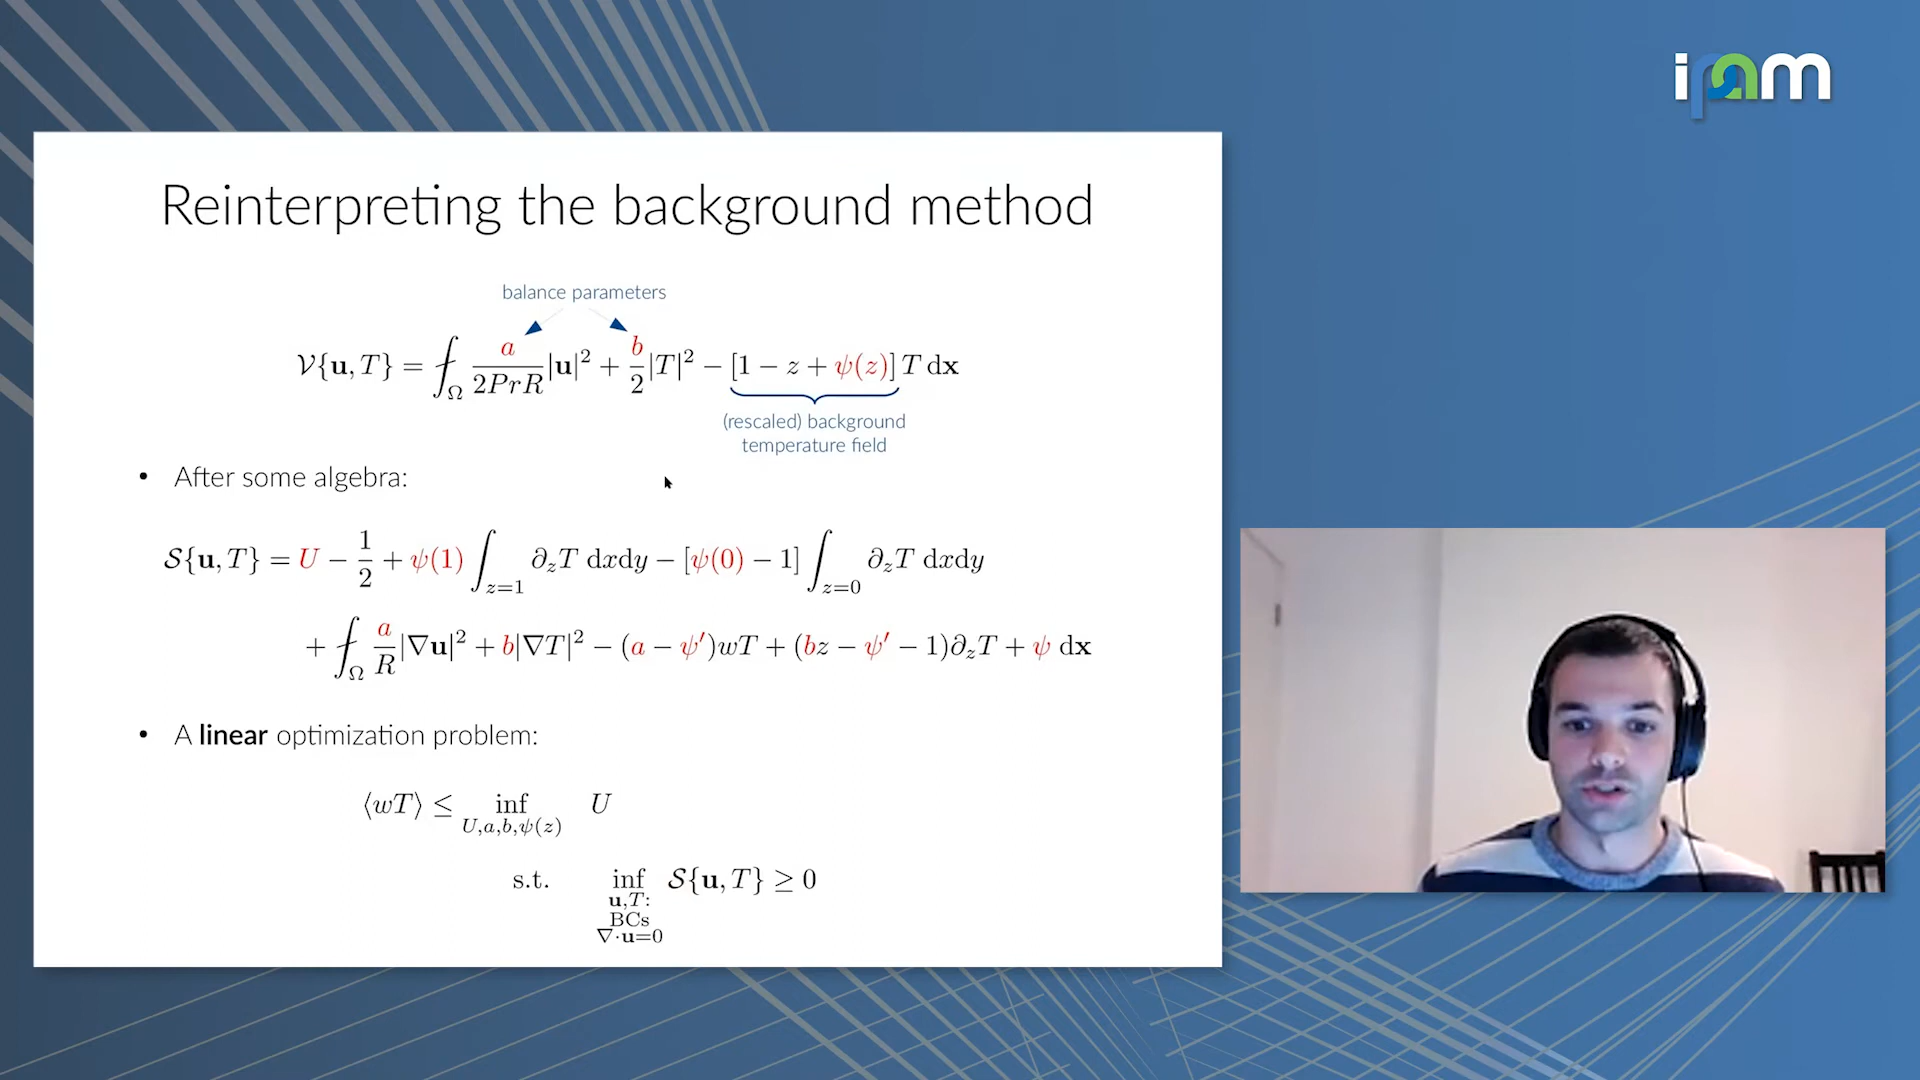 ipam
Reinterpreting the background method
balance parameters
𝒱{𝐮, T} = ⨍_Ω a/(2PrR) |𝐮|² + b/2 |T|² − [1 − z + ψ(z)] T d𝐱
(rescaled) background
temperature field
• After some algebra:
𝒮{𝐮, T} = U − 1/2 + ψ(1) ∫_{z=1} ∂_z T dxdy − [ψ(0) − 1] ∫_{z=0} ∂_z T dxdy
+ ⨍_Ω a/R |∇𝐮|² + b|∇T|² − (a − ψ′)wT + (bz − ψ′ − 1)∂_z T + ψ d𝐱
• A linear optimization problem:
⟨wT⟩ ≤ inf U
U,a,b,ψ(z)
s.t. inf 𝒮{𝐮, T} ≥ 0
𝐮,T:
BCs
∇·𝐮=0